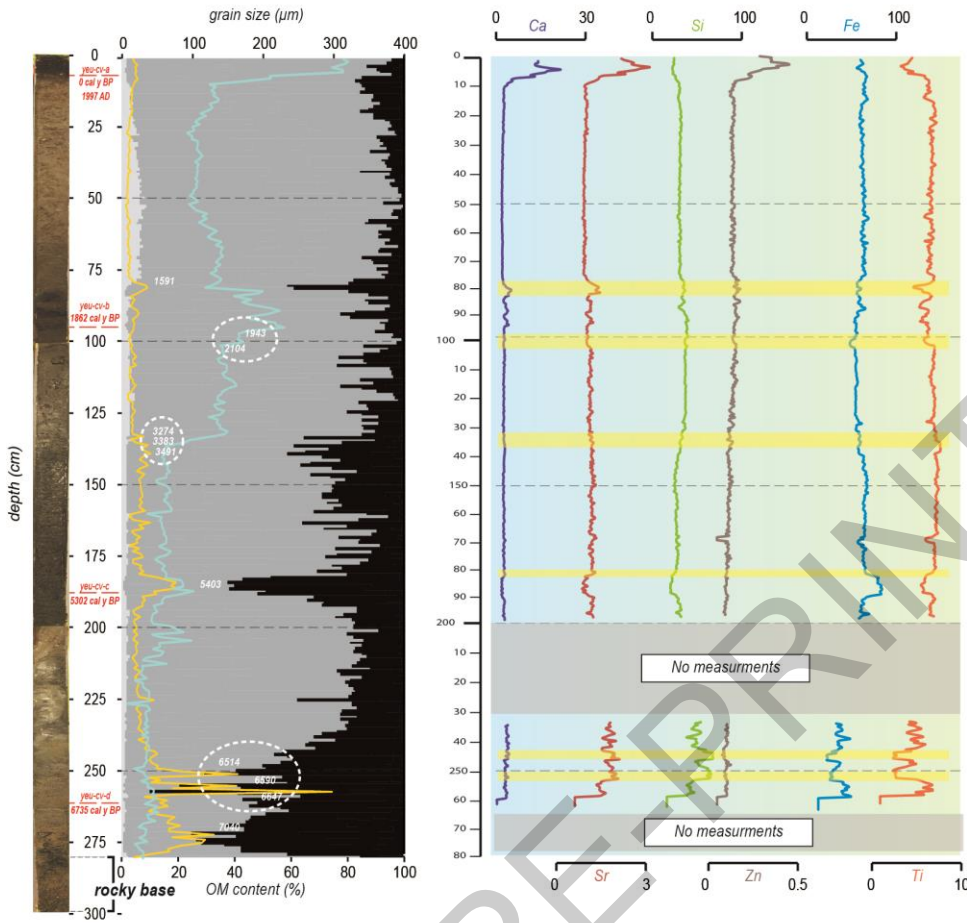 grain size (μm)
0 100 200 300 400
depth (cm)
0
25
50
75
100
125
150
175
200
225
250
275
300
yeu-cv-a
0 cal y BP
1997 AD
yeu-cv-b
1862 cal y BP
yeu-cv-c
5302 cal y BP
yeu-cv-d
6735 cal y BP
1591
1943
2104
3274
3383
3491
5403
6514
6690
6647
7040
rocky base
0 20 40 60 80 100
OM content (%)
0 Ca 30 0 Si 100 0 Fe 100
0
10
20
30
40
50
60
70
80
90
100
10
20
30
40
150
60
70
80
90
200
10
20
30
40
250
60
70
80
No measurments
No measurments
0 Sr 3 0 Zn 0.5 0 Ti 10
PRE-PRINT